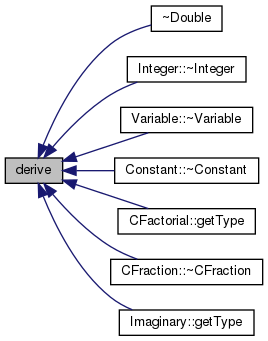 ~Double
Integer::~Integer
Variable::~Variable
derive
Constant::~Constant
CFactorial::getType
CFraction::~CFraction
Imaginary::getType